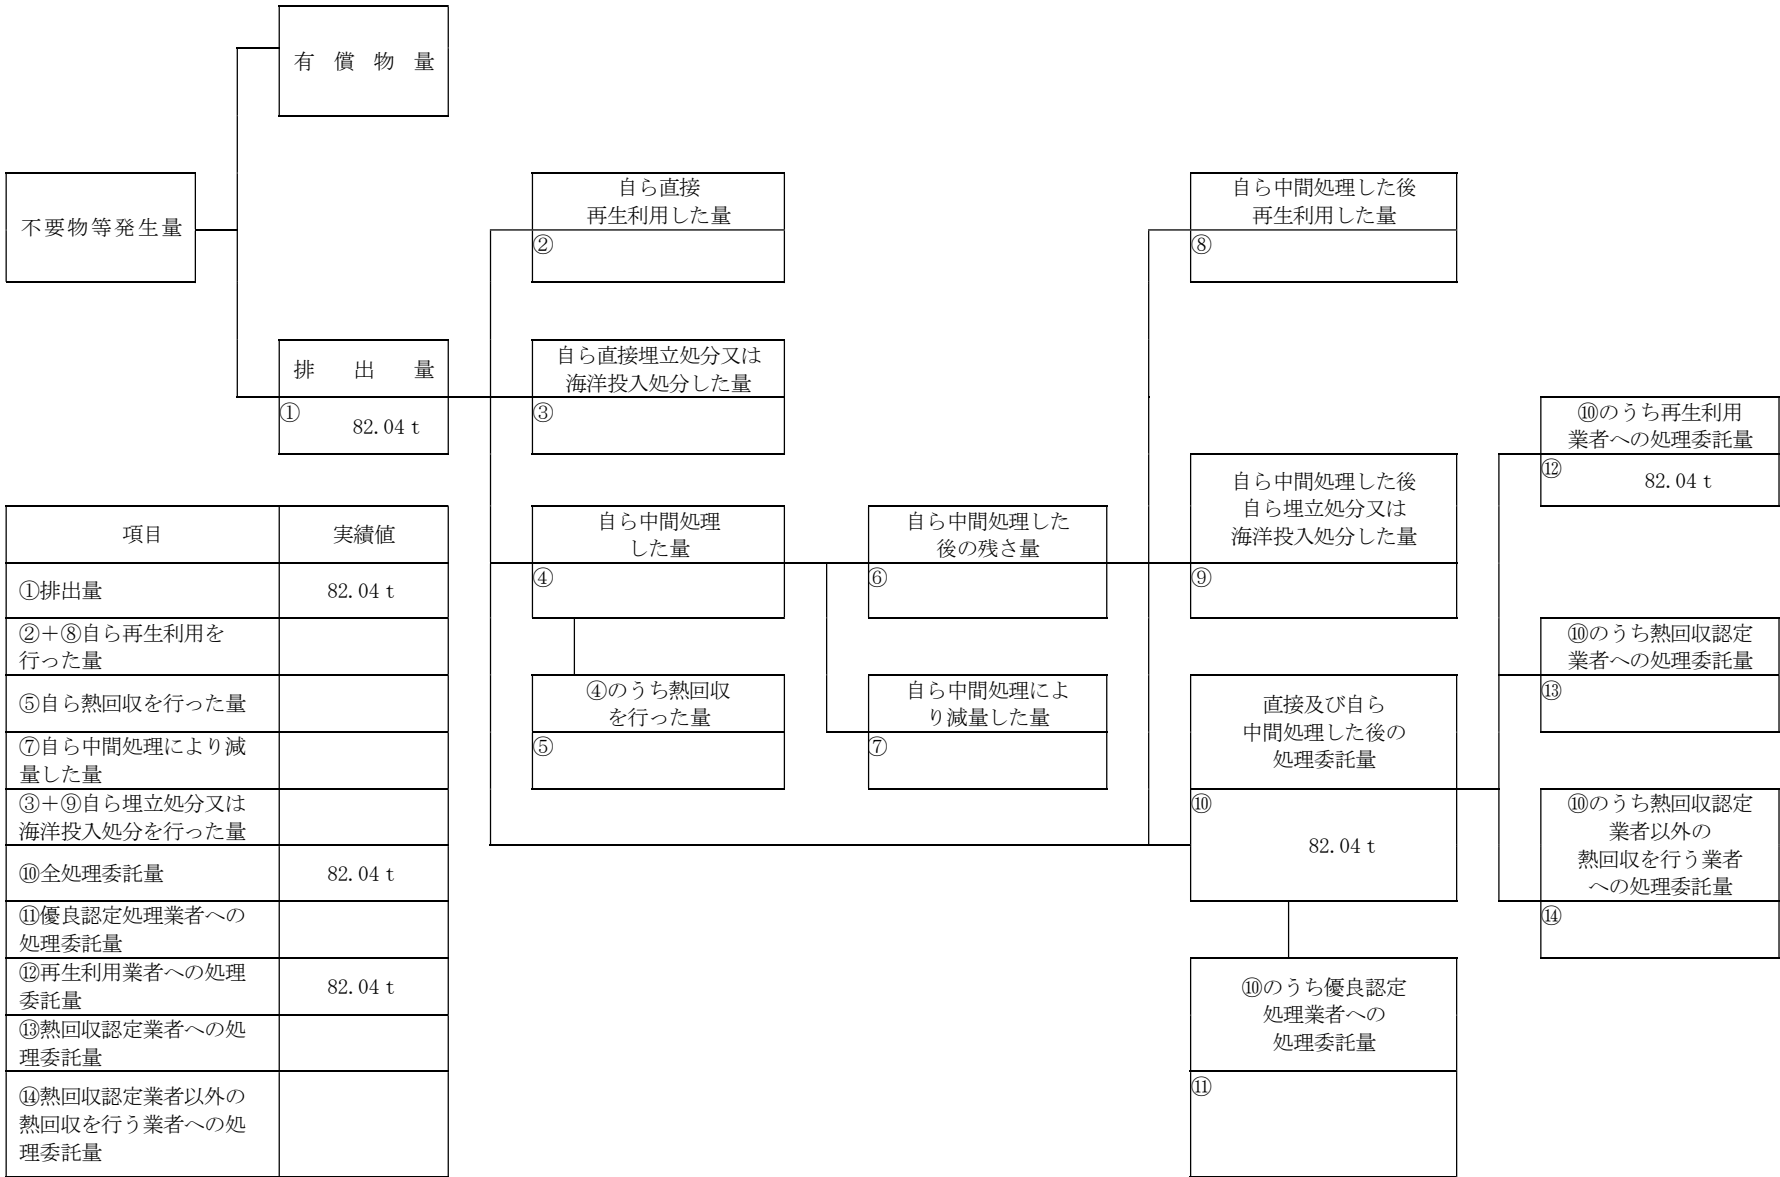 有償物量
不要物等発生量
排出量
① 82.04 t
自ら直接
再生利用した量
②
自ら直接埋立処分又は
海洋投入処分した量
③
自ら中間処理
した量
④
④のうち熱回収
を行った量
⑤
自ら中間処理した
後の残さ量
⑥
自ら中間処理によ
り減量した量
⑦
自ら中間処理した後
再生利用した量
⑧
自ら中間処理した後
自ら埋立処分又は
海洋投入処分した量
⑨
直接及び自ら
中間処理した後の
処理委託量
⑩
82.04 t
⑩のうち優良認定
処理業者への
処理委託量
⑪
⑩のうち再生利用
業者への処理委託量
⑫ 82.04 t
⑩のうち熱回収認定
業者への処理委託量
⑬
⑩のうち熱回収認定
業者以外の
熱回収を行う業者
への処理委託量
⑭
項目 実績値
①排出量 82.04 t
②+⑧自ら再生利用を
行った量
⑤自ら熱回収を行った量
⑦自ら中間処理により減
量した量
③+⑨自ら埋立処分又は
海洋投入処分を行った量
⑩全処理委託量 82.04 t
⑪優良認定処理業者への
処理委託量
⑫再生利用業者への処理
委託量 82.04 t
⑬熱回収認定業者への処
理委託量
⑭熱回収認定業者以外の
熱回収を行う業者への処
理委託量